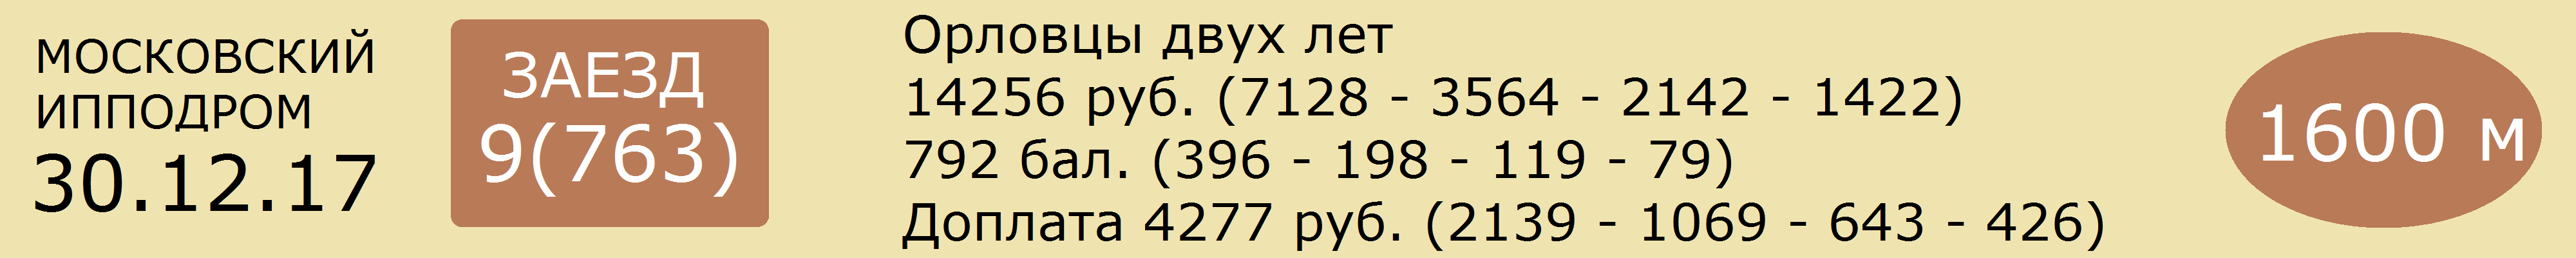 МОСКОВСКИЙ
ИППОДРОМ
30.12.17
ЗАЕЗД
9(763)
Орловцы двух лет
14256 руб. (7128 - 3564 - 2142 - 1422)
792 бал. (396 - 198 - 119 - 79)
Доплата 4277 руб. (2139 - 1069 - 643 - 426)
1600 м